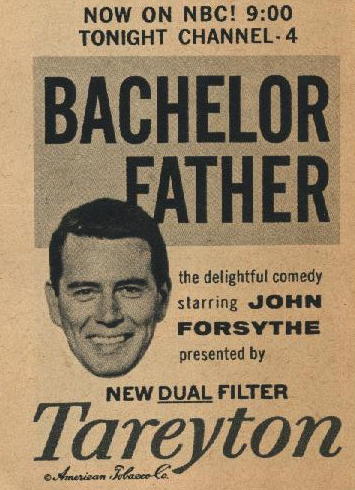 NOW ON NBC! 9:00
TONIGHT CHANNEL-4
BACHELOR
FATHER
the delightful comedy
starring JOHN
FORSYTHE
presented by
NEW DUAL FILTER
Tareyton
© American Tobacco Co.